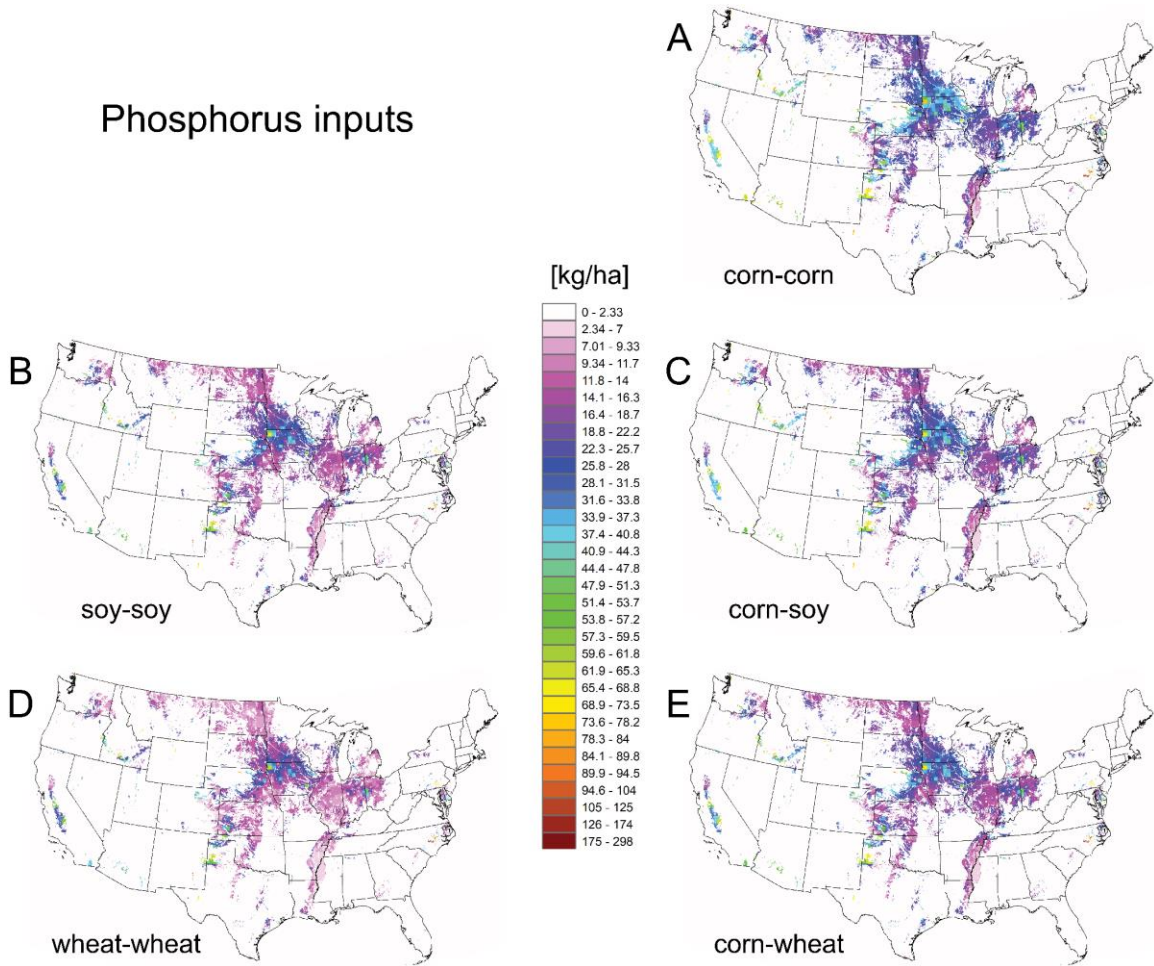 Phosphorus inputs
A
corn-corn
[kg/ha]
0 - 2.33
2.34 - 7
7.01 - 9.33
9.34 - 11.7
11.8 - 14
14.1 - 16.3
16.4 - 18.7
18.8 - 22.2
22.3 - 25.7
25.8 - 28
28.1 - 31.5
31.6 - 33.8
33.9 - 37.3
37.4 - 40.8
40.9 - 44.3
44.4 - 47.8
47.9 - 51.3
51.4 - 53.7
53.8 - 57.2
57.3 - 59.5
59.6 - 61.8
61.9 - 65.3
65.4 - 68.8
68.9 - 73.5
73.6 - 78.2
78.3 - 84
84.1 - 89.8
89.9 - 94.5
94.6 - 104
105 - 125
126 - 174
175 - 298
B
soy-soy
C
corn-soy
D
wheat-wheat
E
corn-wheat